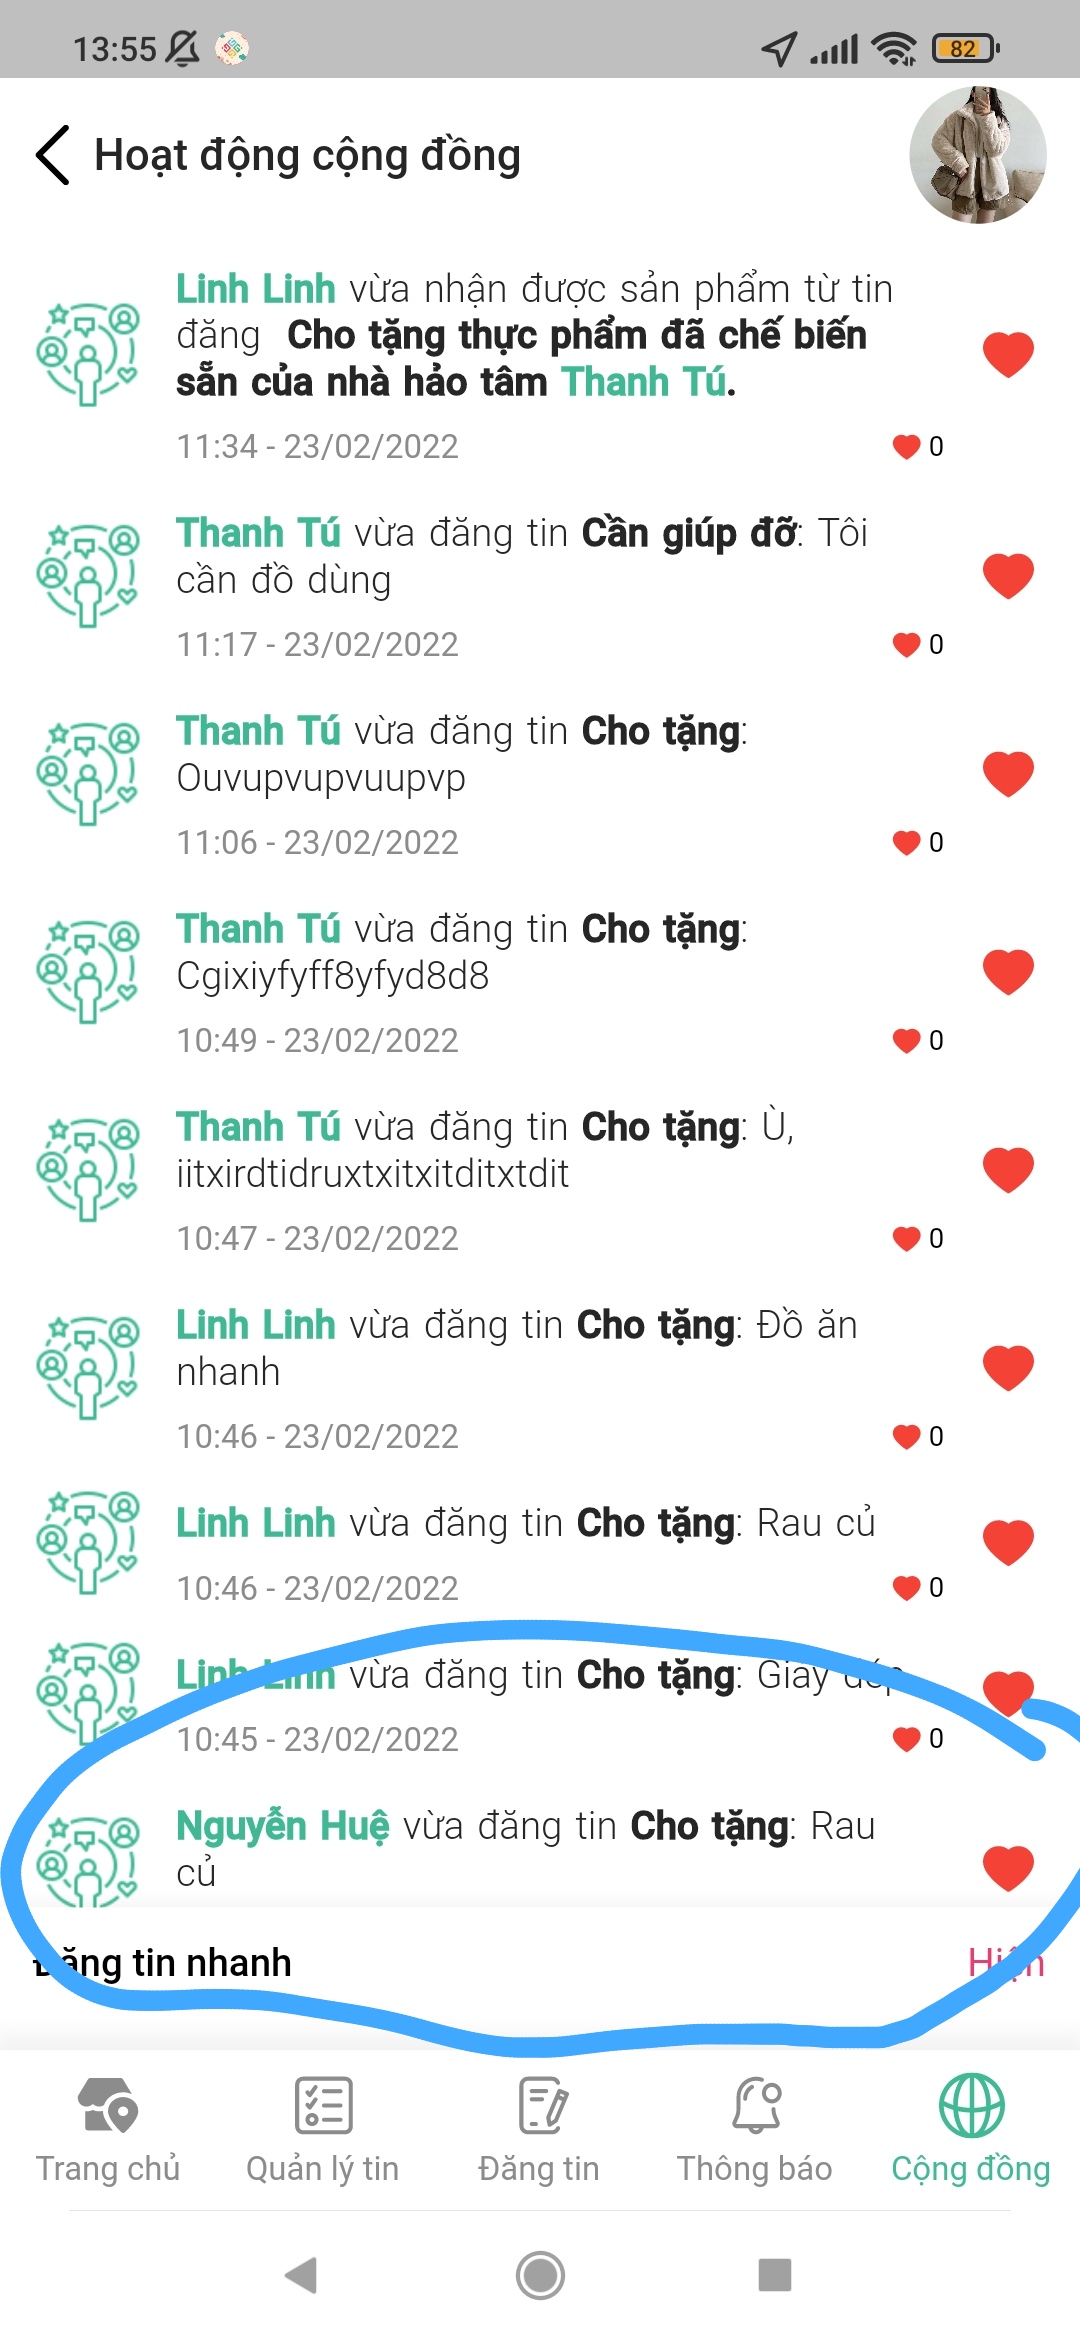 13:55
82
Hoạt động cộng đồng
Linh Linh vừa nhận được sản phẩm từ tin
đăng Cho tặng thực phẩm đã chế biến
sẵn của nhà hảo tâm Thanh Tú.
11:34 - 23/02/2022
0
Thanh Tú vừa đăng tin Cần giúp đỡ: Tôi
cần đồ dùng
11:17 - 23/02/2022
0
Thanh Tú vừa đăng tin Cho tặng:
Ouvupvupvuupvp
11:06 - 23/02/2022
0
Thanh Tú vừa đăng tin Cho tặng:
Cgixiyfyff8yfyd8d8
10:49 - 23/02/2022
0
Thanh Tú vừa đăng tin Cho tặng: Ù,
iitxirdtidruxtxitxitditxtdit
10:47 - 23/02/2022
0
Linh Linh vừa đăng tin Cho tặng: Đồ ăn
nhanh
10:46 - 23/02/2022
0
Linh Linh vừa đăng tin Cho tặng: Rau củ
10:46 - 23/02/2022
0
Linh Linh vừa đăng tin Cho tặng: Giày dép
10:45 - 23/02/2022
0
Nguyễn Huệ vừa đăng tin Cho tặng: Rau
củ
Đăng tin nhanh
Hiện
Trang chủ
Quản lý tin
Đăng tin
Thông báo
Cộng đồng